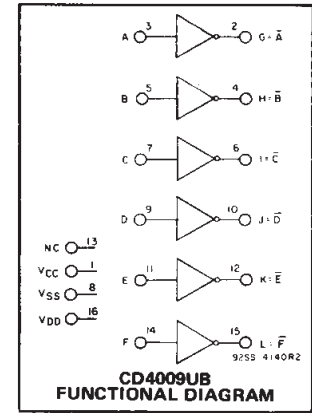 A 3 2 G = A̅
B 5 4 H = B̅
C 7 6 I = C̅
D 9 10 J = D̅
NC 13
VCC 1
E 11 12 K = E̅
VSS 8
VDD 16
F 14 15 L = F̅
92SS 4140R2
CD4009UB
FUNCTIONAL DIAGRAM